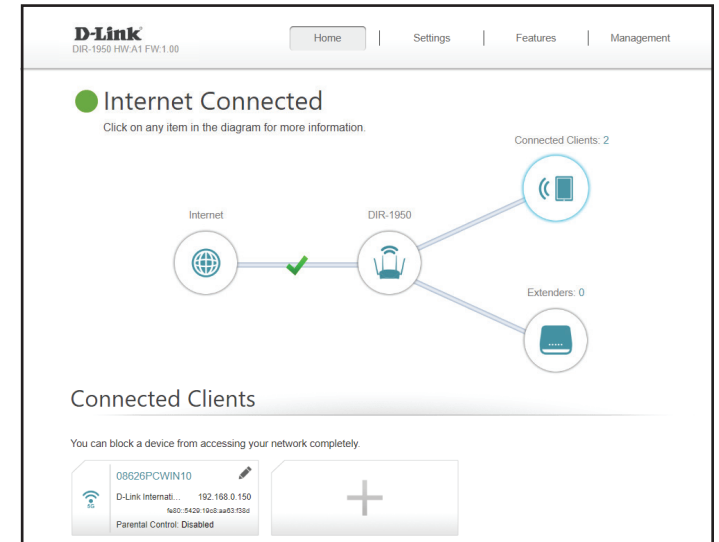 D-Link
DIR-1950 HW:A1 FW:1.00
Home
Settings
Features
Management
Internet Connected
Click on any item in the diagram for more information.
Connected Clients: 2
Internet
DIR-1950
Extenders: 0
Connected Clients
You can block a device from accessing your network completely.
08626PCWIN10
5G
D-Link Internati... 192.168.0.150
fe80::5429:19c8:aa63:f38d
Parental Control: Disabled